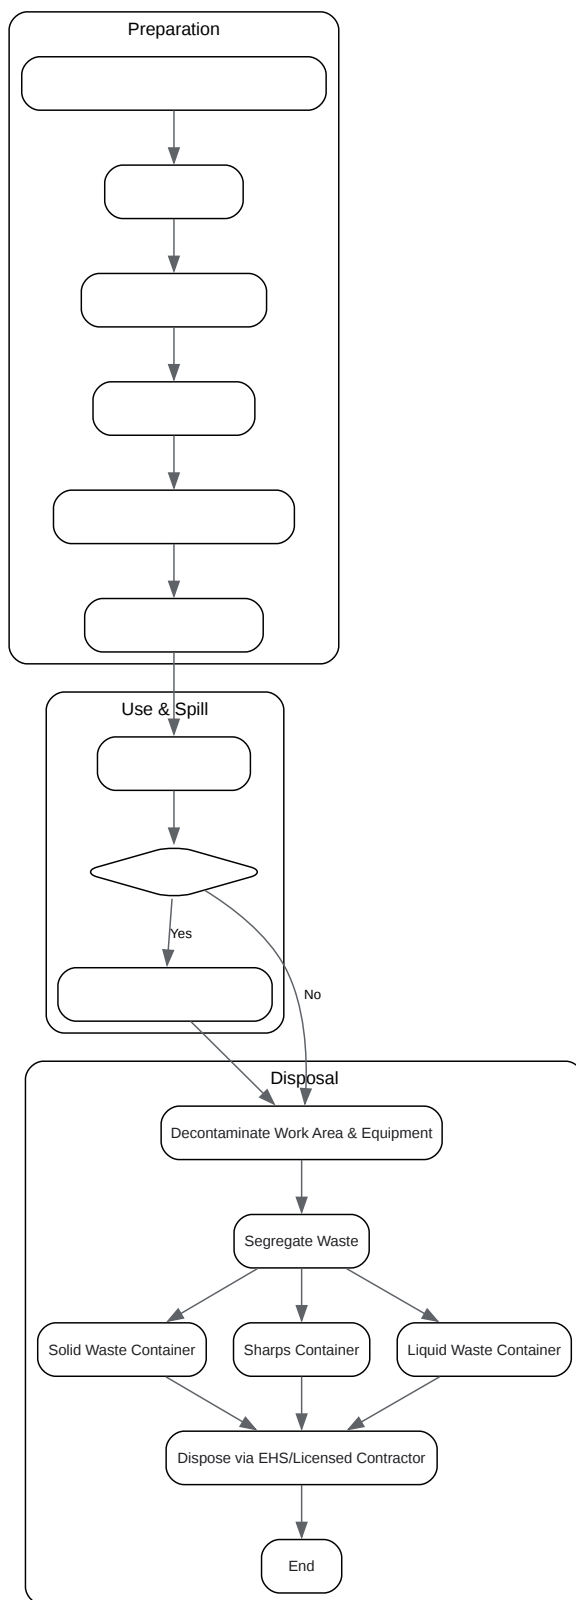 Preparation
Use & Spill
Yes
No
Disposal
Decontaminate Work Area & Equipment
Segregate Waste
Solid Waste Container
Sharps Container
Liquid Waste Container
Dispose via EHS/Licensed Contractor
End